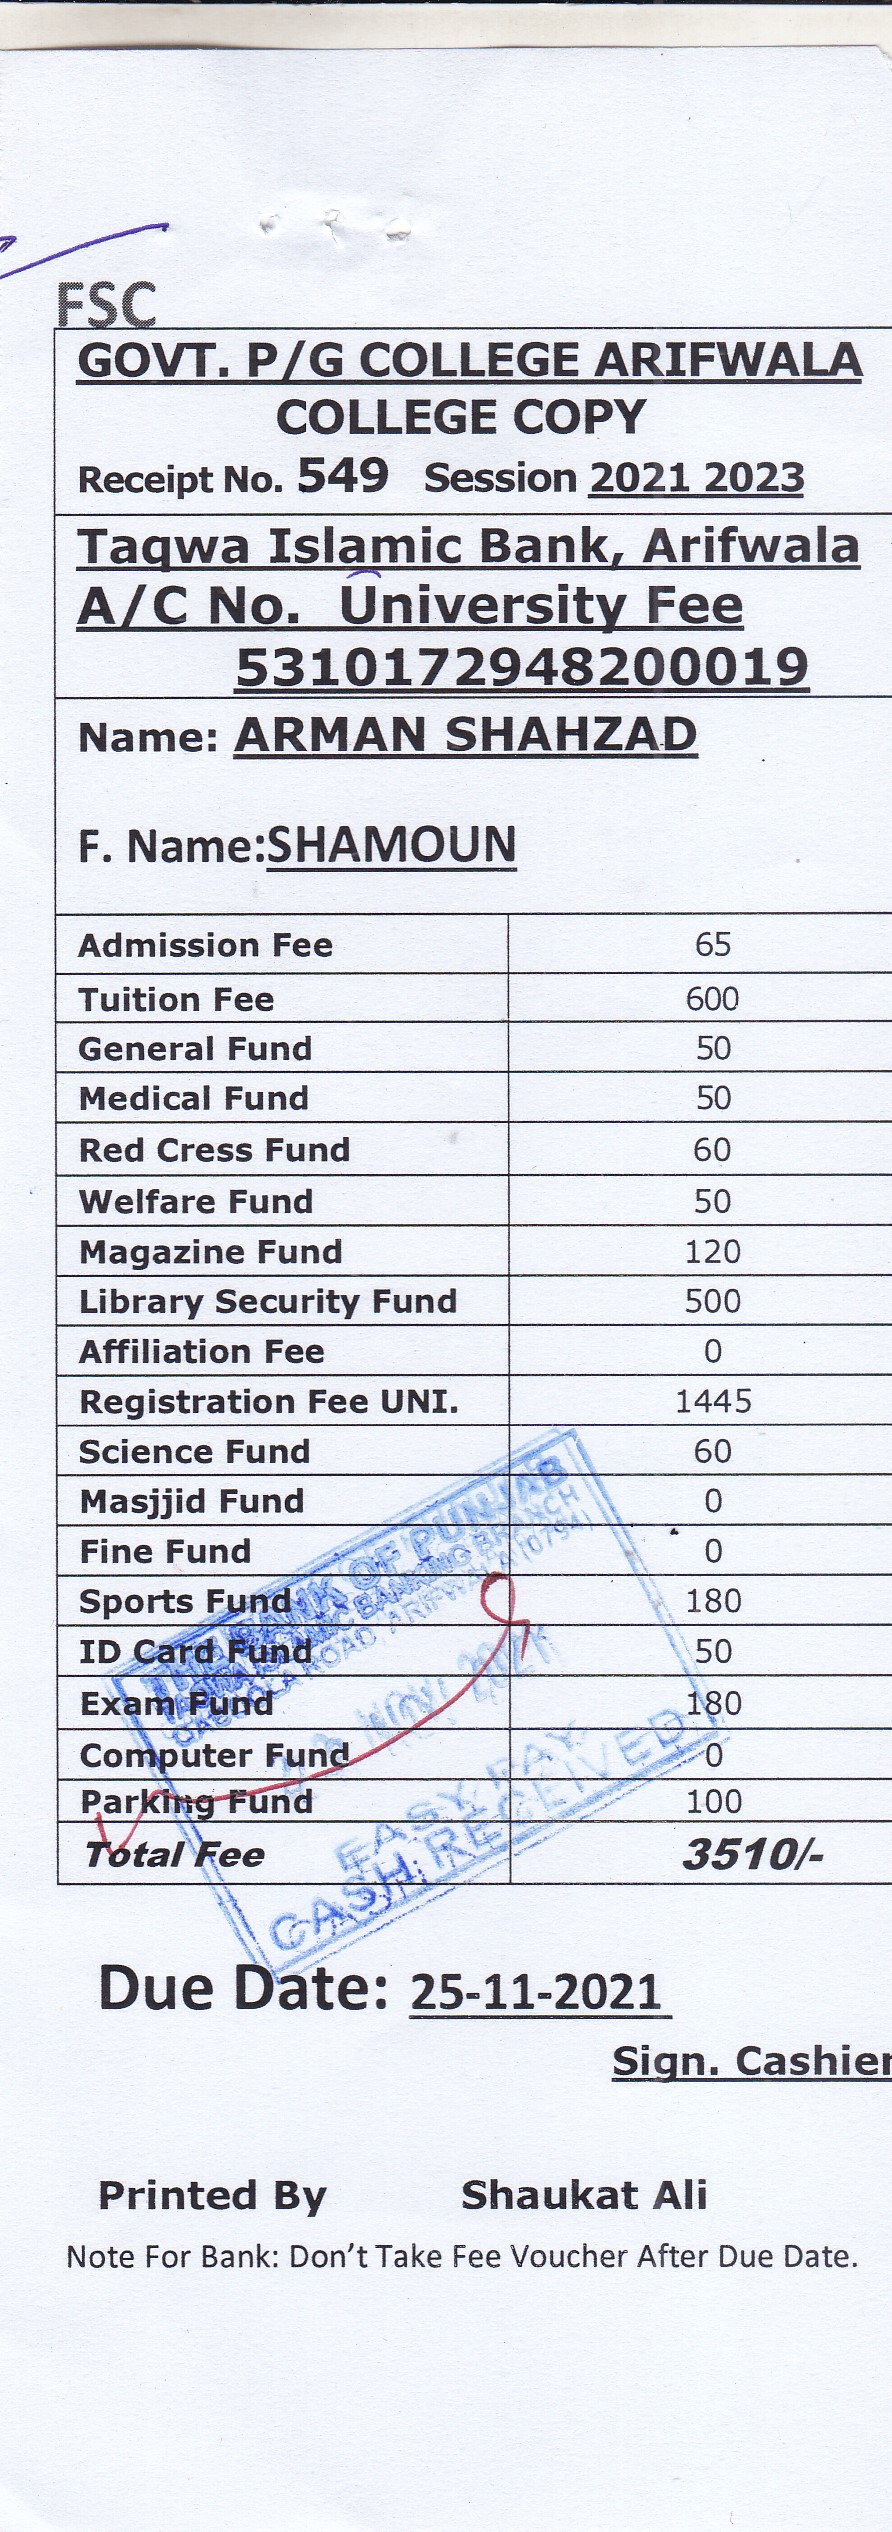 FSC
GOVT. P/G COLLEGE ARIFWALA
COLLEGE COPY
Receipt No. 549 Session 2021 2023
Taqwa Islamic Bank, Arifwala
A/C No. University Fee
5310172948200019
Name: ARMAN SHAHZAD
F. Name:SHAMOUN
Admission Fee 65
Tuition Fee 600
General Fund 50
Medical Fund 50
Red Cress Fund 60
Welfare Fund 50
Magazine Fund 120
Library Security Fund 500
Affiliation Fee 0
Registration Fee UNI. 1445
Science Fund 60
Masjjid Fund 0
Fine Fund 0
Sports Fund 180
ID Card Fund 50
Exam Fund 180
Computer Fund 0
Parking Fund 100
Total Fee 3510/-
THE BANK OF PUNJAB
ISLAMIC BANKING BRANCH
ROAD, ARIFWALA
NOV 2021
EASY PAY
CASH RECEIVED
Due Date: 25-11-2021
Sign. Cashier
Printed By Shaukat Ali
Note For Bank: Don't Take Fee Voucher After Due Date.